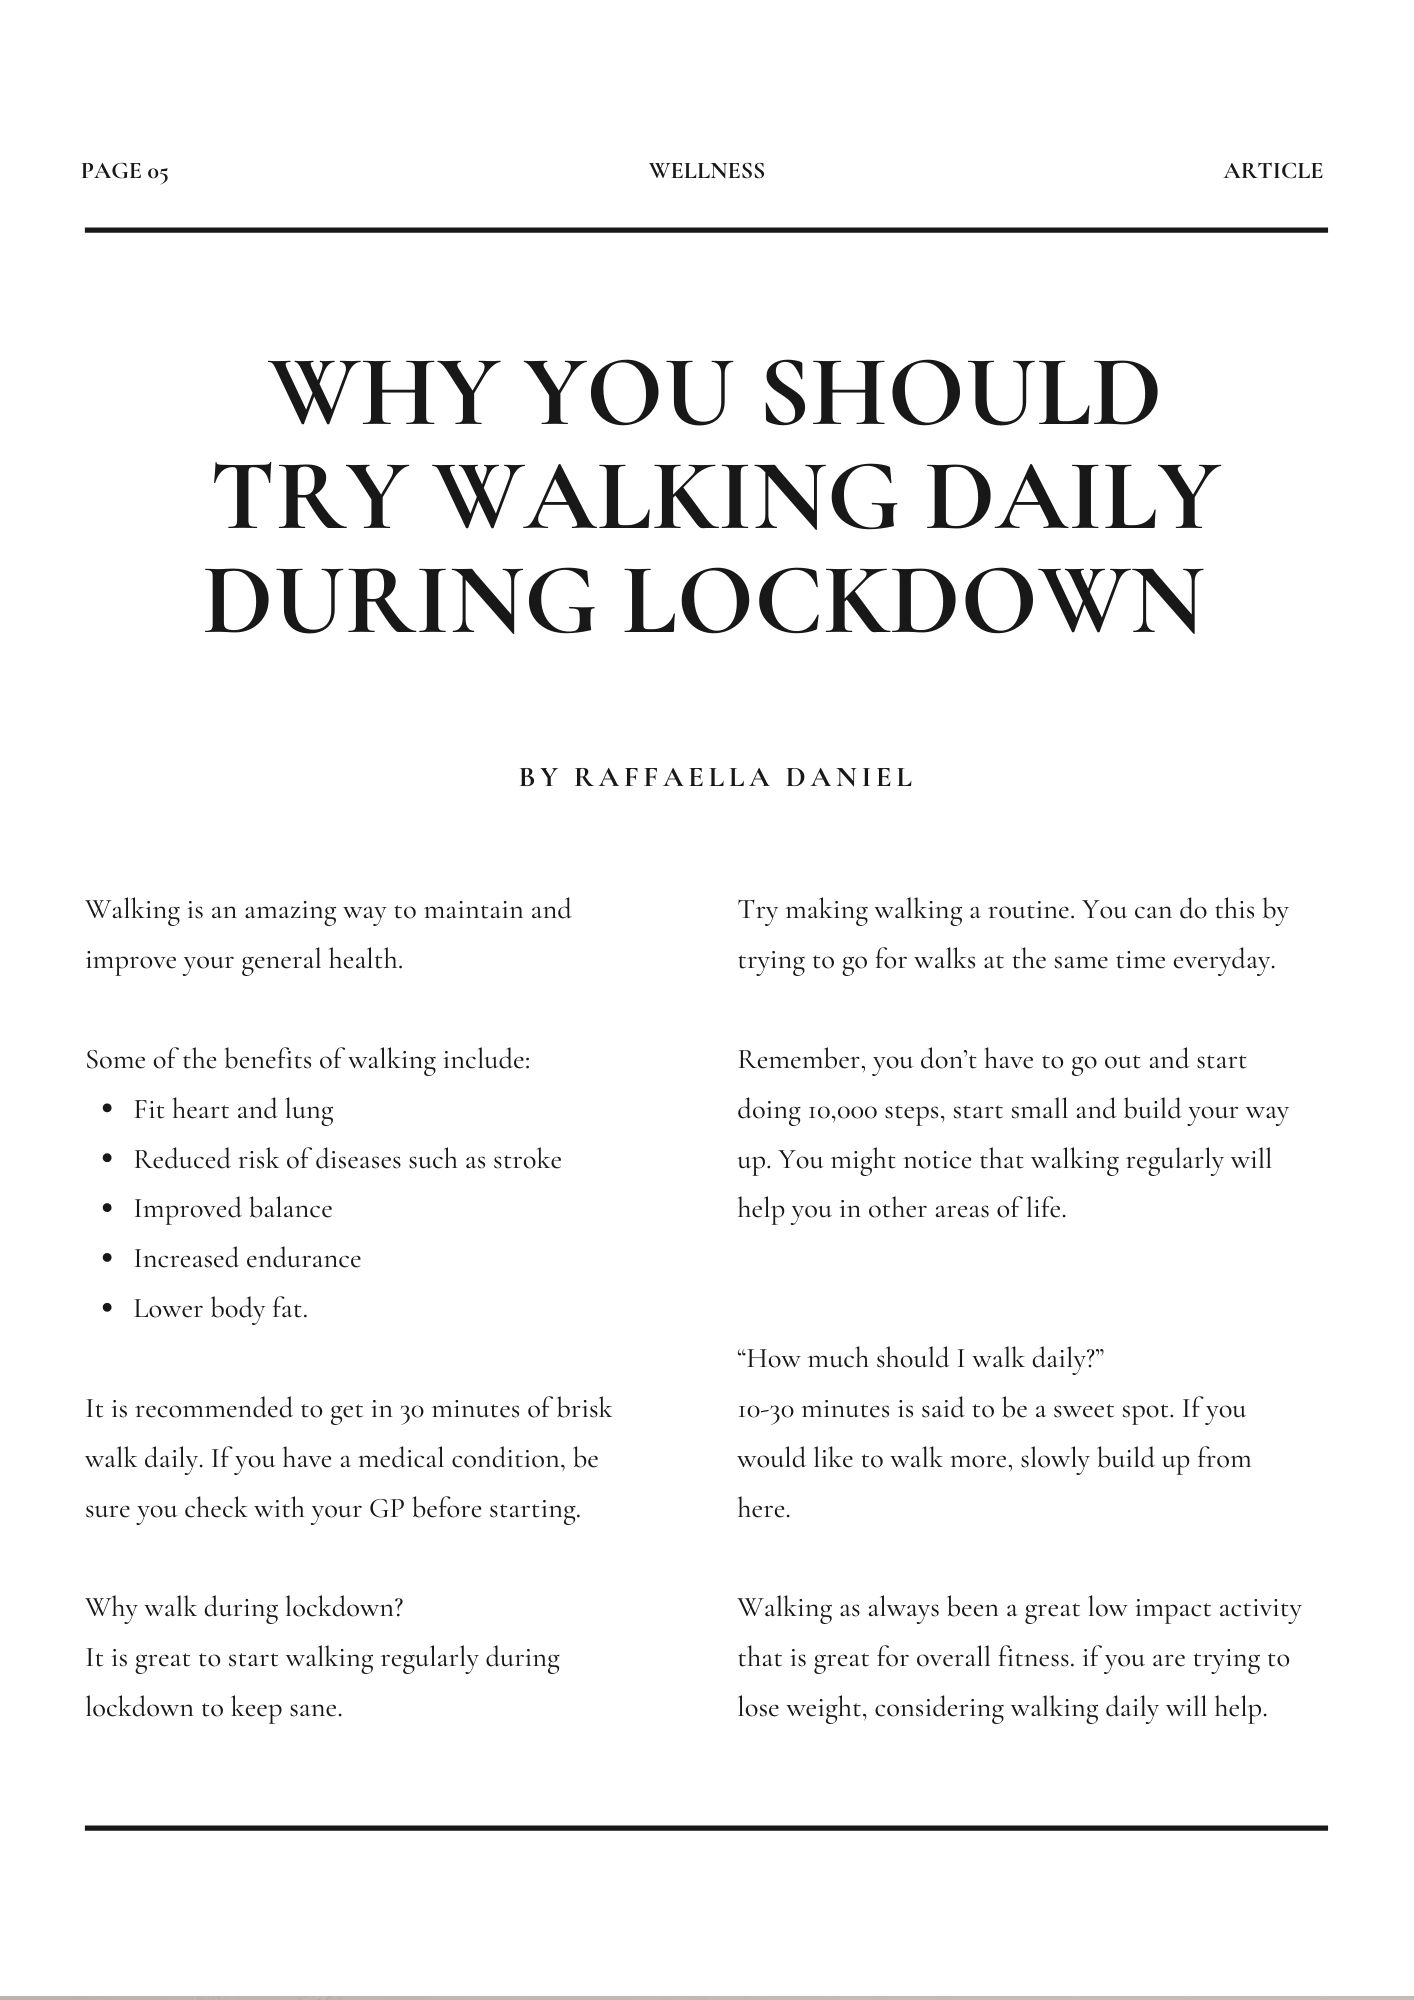 PAGE 05
WELLNESS
ARTICLE
WHY YOU SHOULD
TRY WALKING DAILY
DURING LOCKDOWN
BY RAFFAELLA DANIEL
Walking is an amazing way to maintain and
improve your general health.
Some of the benefits of walking include:
• Fit heart and lung
• Reduced risk of diseases such as stroke
• Improved balance
• Increased endurance
• Lower body fat.
It is recommended to get in 30 minutes of brisk
walk daily. If you have a medical condition, be
sure you check with your GP before starting.
Why walk during lockdown?
It is great to start walking regularly during
lockdown to keep sane.
Try making walking a routine. You can do this by
trying to go for walks at the same time everyday.
Remember, you don’t have to go out and start
doing 10,000 steps, start small and build your way
up. You might notice that walking regularly will
help you in other areas of life.
“How much should I walk daily?”
10-30 minutes is said to be a sweet spot. If you
would like to walk more, slowly build up from
here.
Walking as always been a great low impact activity
that is great for overall fitness. if you are trying to
lose weight, considering walking daily will help.